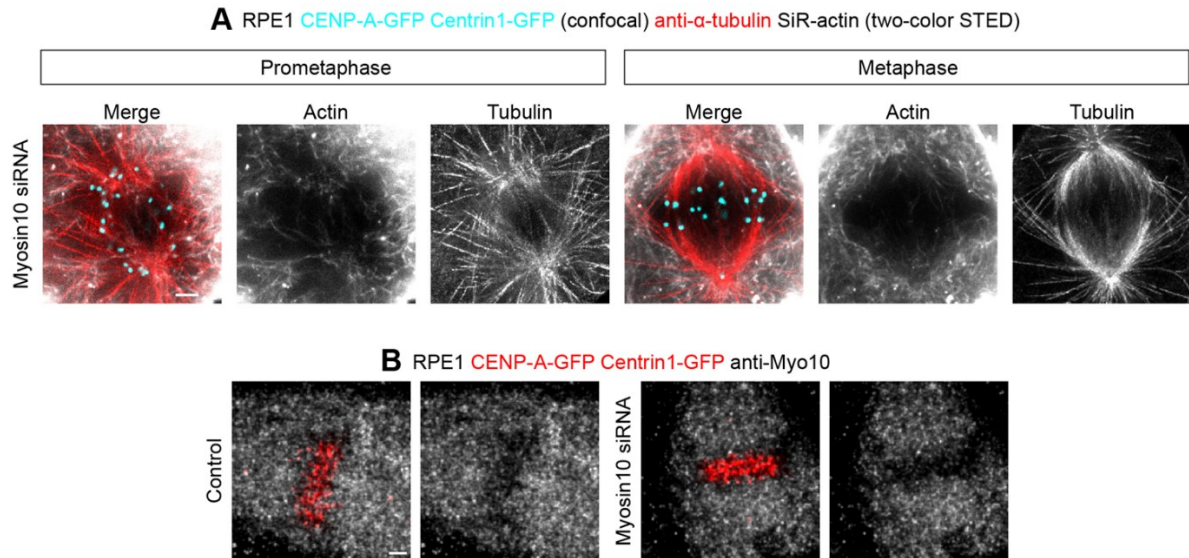 A RPE1 CENP-A-GFP Centrin1-GFP (confocal) anti-α-tubulin SiR-actin (two-color STED)
Prometaphase
Metaphase
Merge
Actin
Tubulin
Merge
Actin
Tubulin
Myosin10 siRNA
B RPE1 CENP-A-GFP Centrin1-GFP anti-Myo10
Control
Myosin10 siRNA